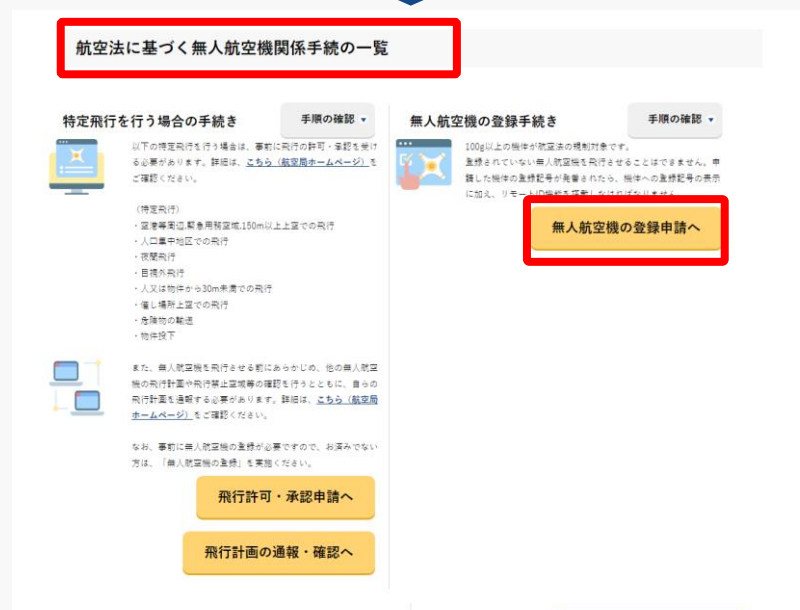 航空法に基づく無人航空機関係手続の一覧
特定飛行を行う場合の手続き
手順の確認
以下の特定飛行を行う場合は、事前に飛行の許可・承認を受け
る必要があります。詳細は、こちら（航空局ホームページ）を
ご確認ください。
（特定飛行）
・空港等周辺,緊急用務空域,150m以上上空での飛行
・人口集中地区での飛行
・夜間飛行
・目視外飛行
・人又は物件から30m未満での飛行
・催し場所上空での飛行
・危険物の輸送
・物件投下
また、無人航空機を飛行させる前にあらかじめ、他の無人航空
機の飛行計画や飛行禁止空域等の確認を行うとともに、自らの
飛行計画を通報する必要があります。詳細は、こちら（航空局
ホームページ）をご確認ください。
なお、事前に無人航空機の登録が必要ですので、お済みでない
方は、「無人航空機の登録」を実施ください。
飛行許可・承認申請へ
飛行計画の通報・確認へ
無人航空機の登録手続き
手順の確認
100g以上の機体が航空法の規制対象です。
登録されていない無人航空機を飛行させることはできません。申
請した機体の登録記号が発番されたら、機体への登録記号の表示
に加え、リモートID機能を搭載しなければなりません
無人航空機の登録申請へ